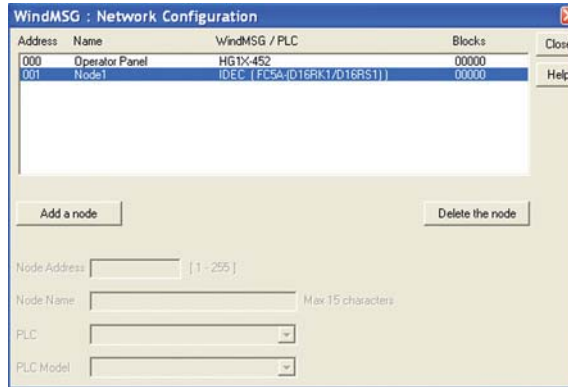 WindMSG : Network Configuration
Address Name WindMSG / PLC Blocks
Close
000 Operator Panel HG1X-452 00000
001 Node1 IDEC ( FC5A-(D16RK1/D16RS1) ) 00000
Help
Add a node Delete the node
Node Address [ 1 - 255 ]
Node Name Max 15 characters
PLC
PLC Model